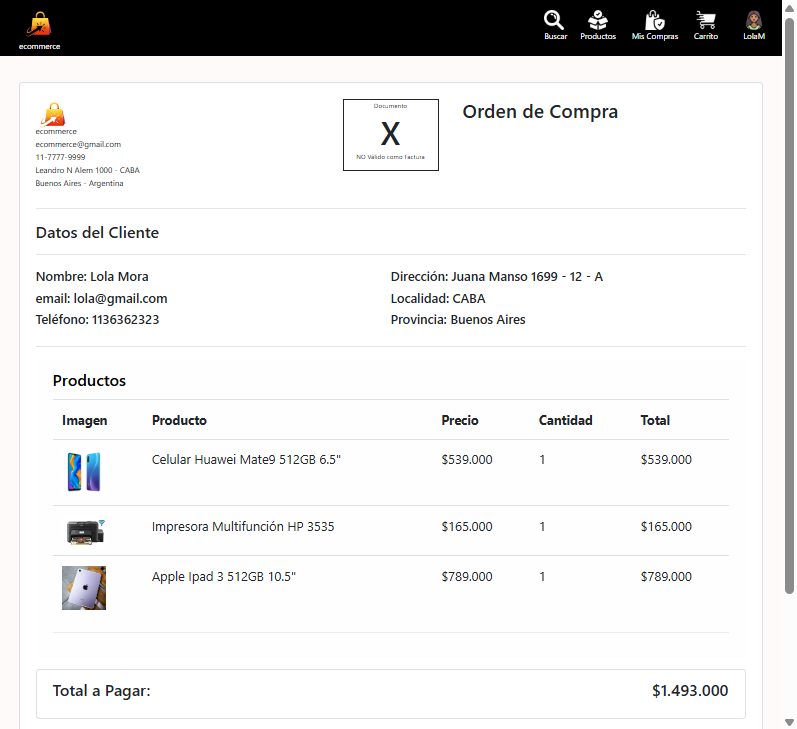 ecommerce
Buscar
Productos
Mis Compras
Carrito
LolaM
ecommerce
ecommerce@gmail.com
11-7777-9999
Leandro N Alem 1000 - CABA
Buenos Aires - Argentina
Documento
X
NO Válido como Factura
Orden de Compra
Datos del Cliente
Nombre: Lola Mora
email: lola@gmail.com
Teléfono: 1136362323
Dirección: Juana Manso 1699 - 12 - A
Localidad: CABA
Provincia: Buenos Aires
Productos
Imagen Producto Precio Cantidad Total
Celular Huawei Mate9 512GB 6.5" $539.000 1 $539.000
Impresora Multifunción HP 3535 $165.000 1 $165.000
Apple Ipad 3 512GB 10.5" $789.000 1 $789.000
Total a Pagar: $1.493.000